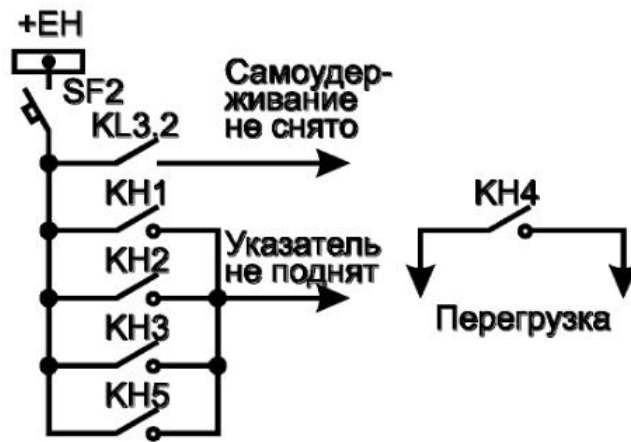 +EH
SF2
Самоудер-
живание
не снято
KL3.2
KH1
KH4
Указатель
не поднят
KH2
Перегрузка
KH3
KH5